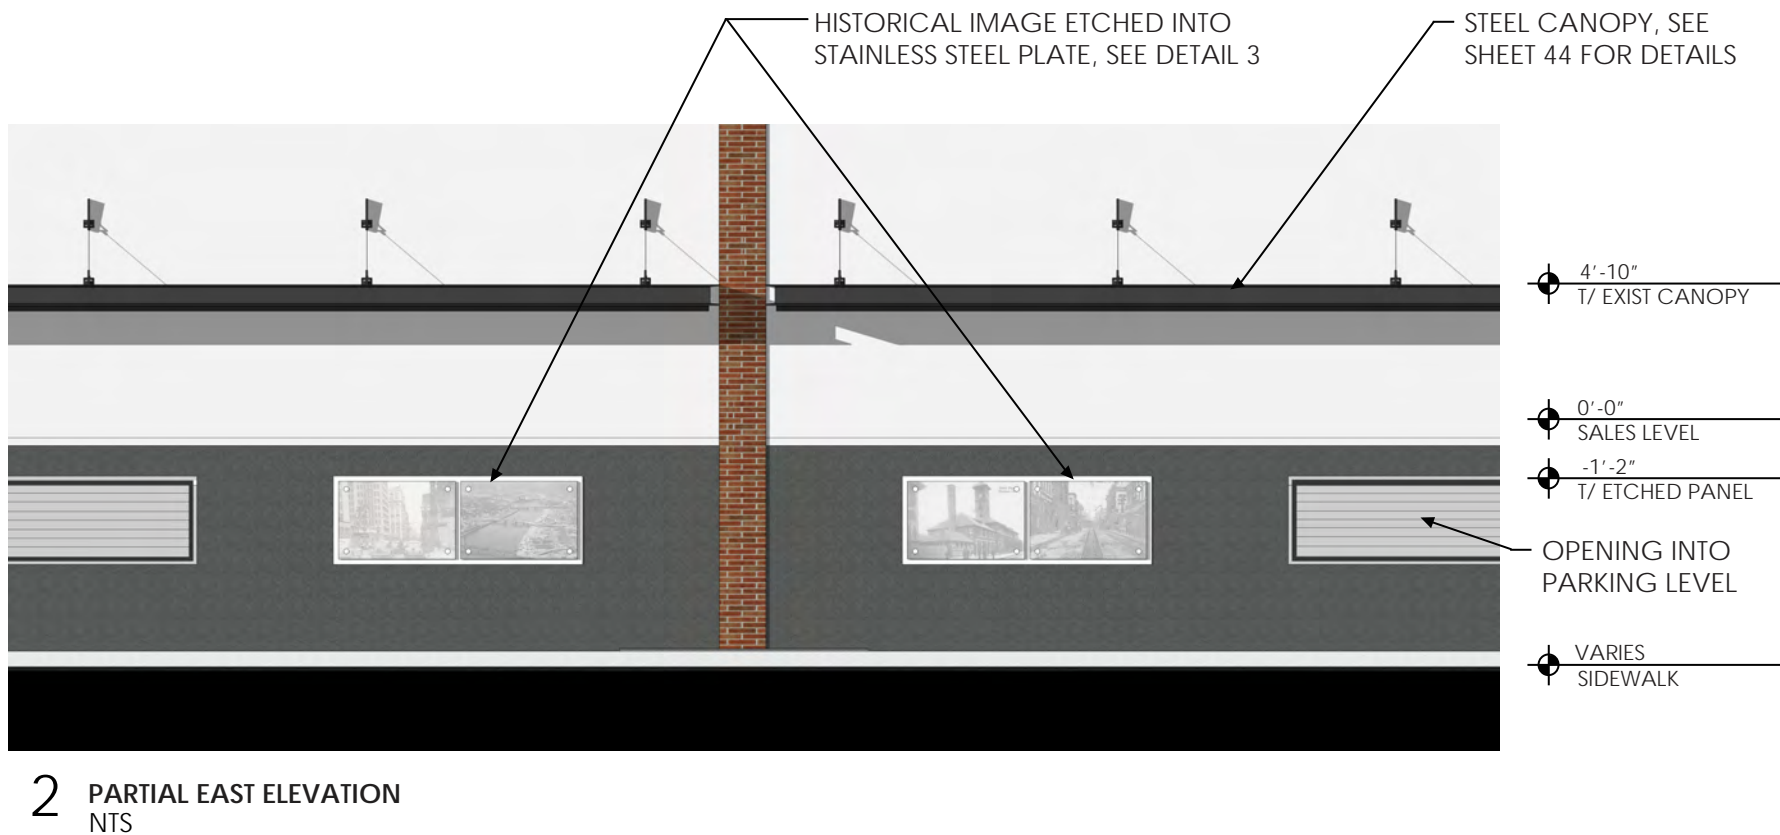 HISTORICAL IMAGE ETCHED INTO
STAINLESS STEEL PLATE, SEE DETAIL 3
STEEL CANOPY, SEE
SHEET 44 FOR DETAILS
4'-10"
T/ EXIST CANOPY
0'-0"
SALES LEVEL
-1'-2"
T/ ETCHED PANEL
OPENING INTO
PARKING LEVEL
VARIES
SIDEWALK
2 PARTIAL EAST ELEVATION
NTS